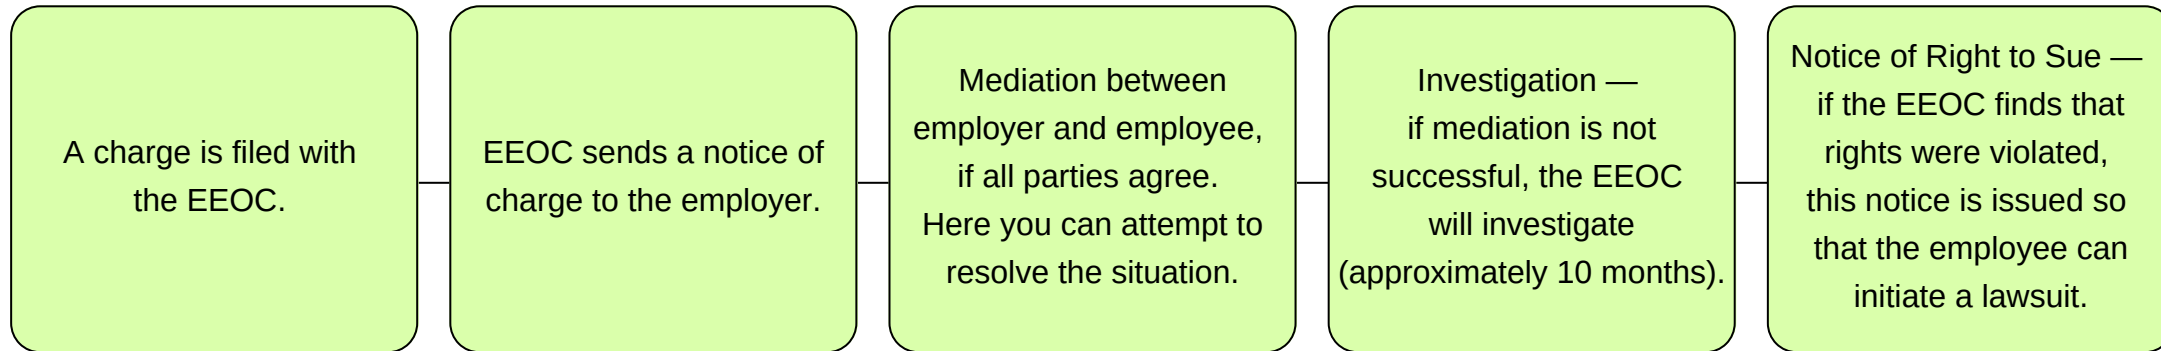 A charge is filed with
the EEOC.
EEOC sends a notice of
charge to the employer.
Mediation between
employer and employee,
if all parties agree.
Here you can attempt to
resolve the situation.
Investigation —
if mediation is not
successful, the EEOC
will investigate
(approximately 10 months).
Notice of Right to Sue —
if the EEOC finds that
rights were violated,
this notice is issued so
that the employee can
initiate a lawsuit.